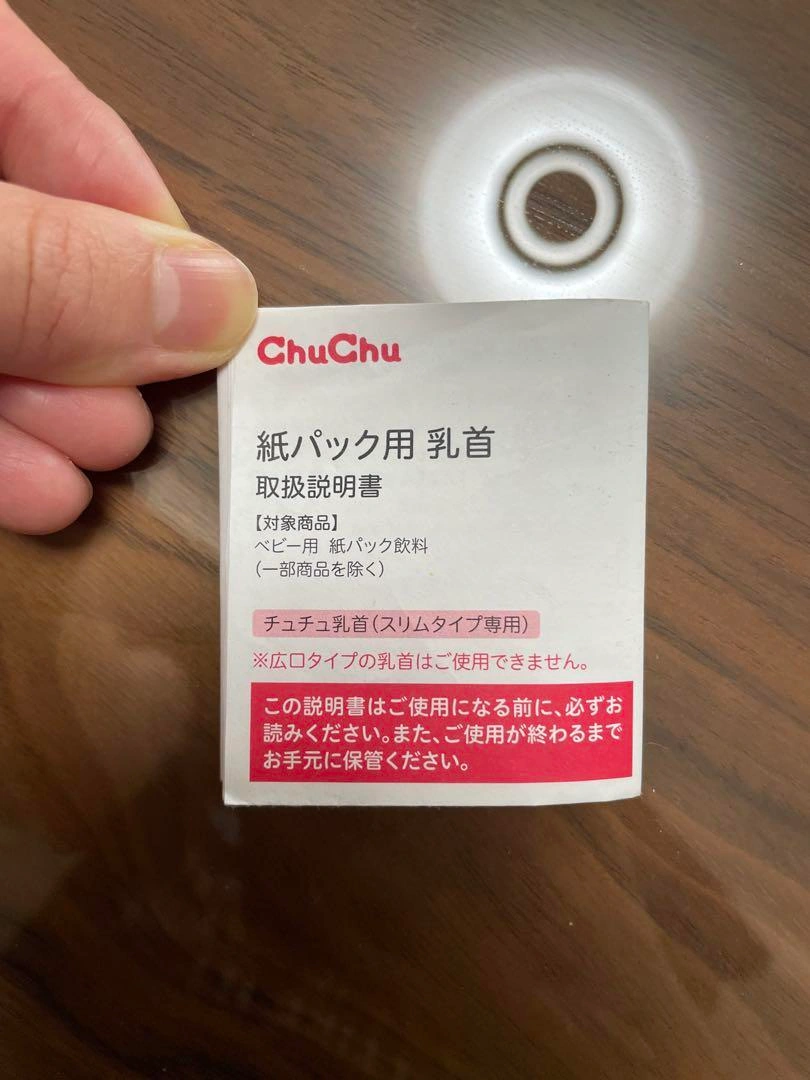 ChuChu
紙パック用 乳首
取扱説明書
【対象商品】
ベビー用 紙パック飲料
（一部商品を除く）
チュチュ乳首（スリムタイプ専用）
※広口タイプの乳首はご使用できません。
この説明書はご使用になる前に、必ずお
読みください。また、ご使用が終わるまで
お手元に保管ください。